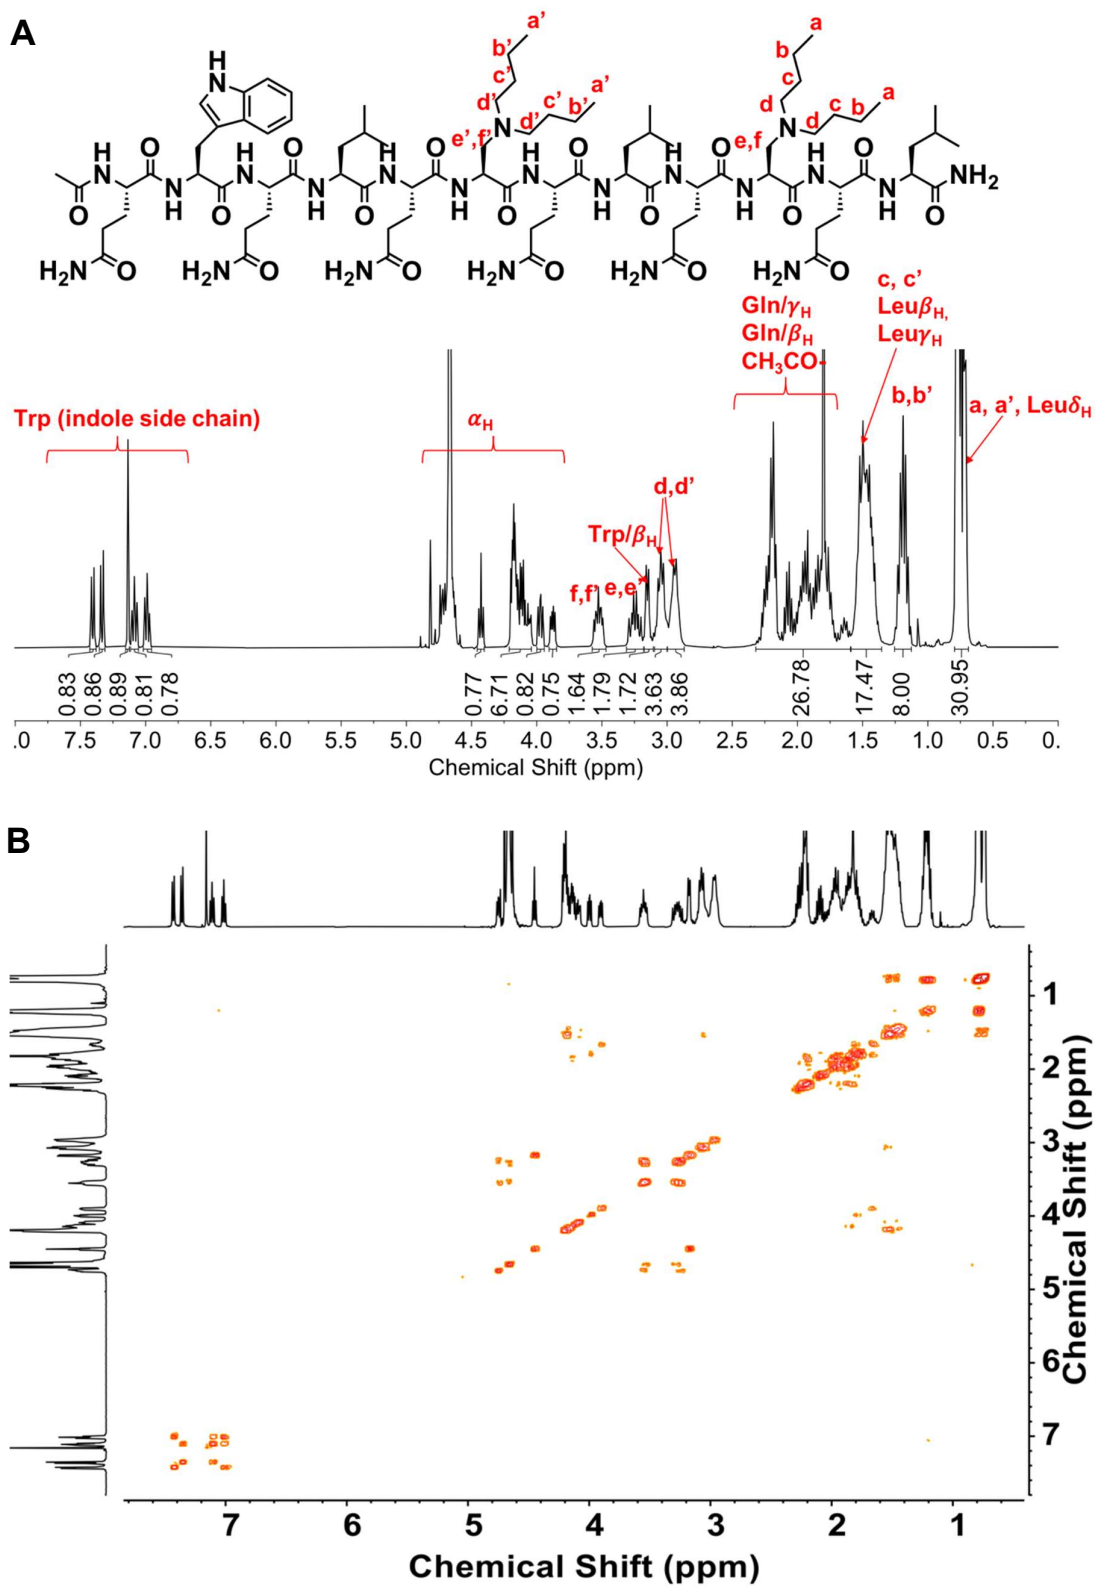 A
a'
b'
c'
a'
d'
c'
d'
b'
N
e',f'
a
b
c
a
d
c
b
d
N
e,f
H
N
H
N
O
H
N
O
H
N
O
H
N
O
H
N
O
H
N
NH2
N
H
O
N
H
O
N
H
O
N
H
O
N
H
O
N
H
O
H2N
O
H2N
O
H2N
O
H2N
O
H2N
O
H2N
O
Trp (indole side chain)
αH
Gln/γH
Gln/βH
CH3CO-
c, c'
LeuβH,
LeuγH
b,b'
a, a', LeuδH
d,d'
Trp/βH
f,f'
e,e'
0.83
0.86
0.89
0.81
0.78
0.77
6.71
0.82
0.75
1.64
1.79
1.72
3.63
3.86
26.78
17.47
8.00
30.95
.0 7.5 7.0 6.5 6.0 5.5 5.0 4.5 4.0 3.5 3.0 2.5 2.0 1.5 1.0 0.5 0.
Chemical Shift (ppm)
B
1
2
3
4
5
6
7
Chemical Shift (ppm)
7 6 5 4 3 2 1
Chemical Shift (ppm)